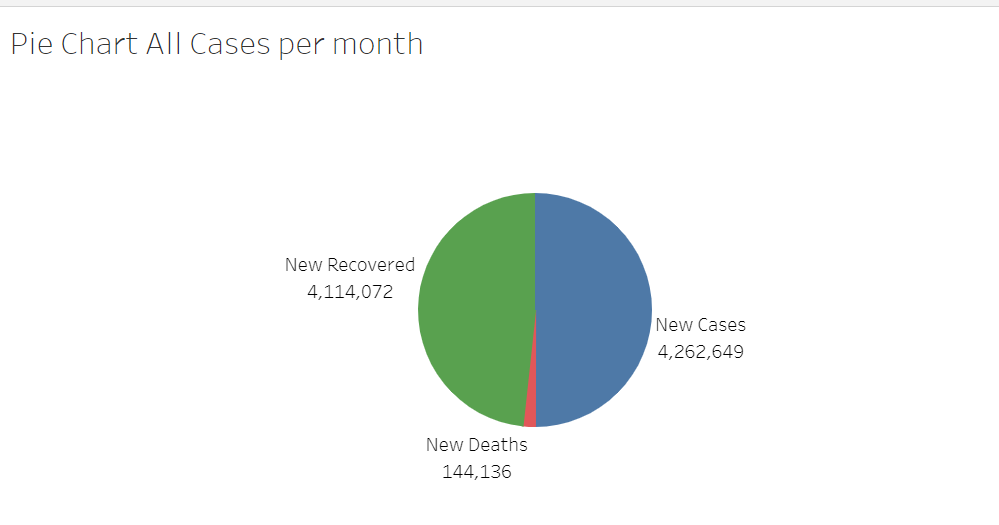 Pie Chart All Cases per month
New Recovered
4,114,072
New Cases
4,262,649
New Deaths
144,136